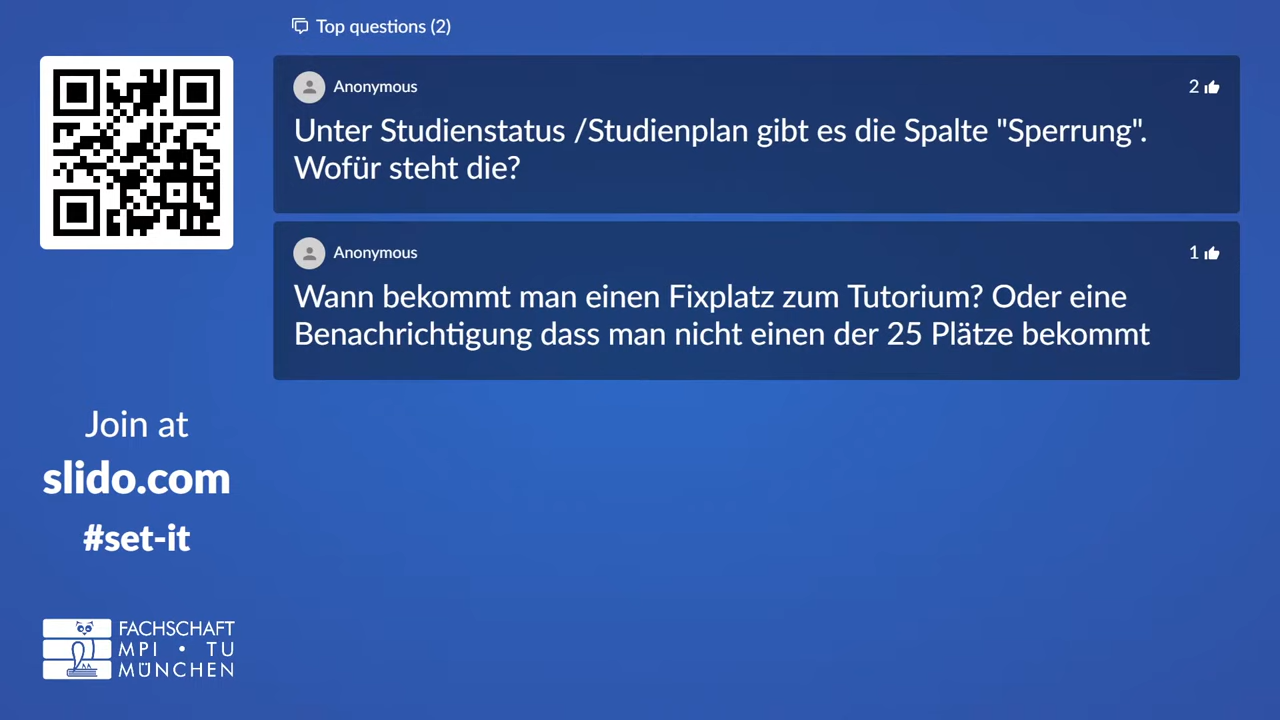 Top questions (2)
Anonymous
2
Unter Studienstatus /Studienplan gibt es die Spalte "Sperrung".
Wofür steht die?
Anonymous
1
Wann bekommt man einen Fixplatz zum Tutorium? Oder eine
Benachrichtigung dass man nicht einen der 25 Plätze bekommt
Join at
slido.com
#set-it
FACHSCHAFT
MPI • TU
MÜNCHEN